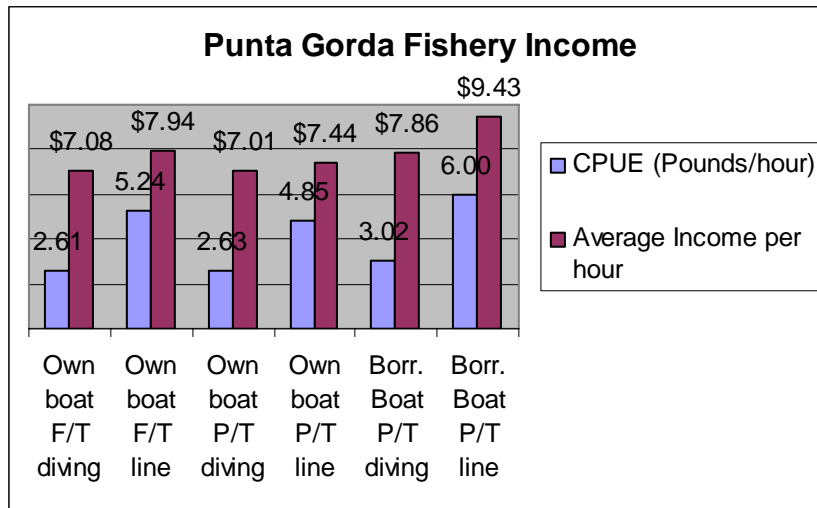 Punta Gorda Fishery Income
$7.08
$7.94
$7.01
$7.44
$7.86
$9.43
2.61
5.24
2.63
4.85
3.02
6.00
CPUE (Pounds/hour)
Average Income per
hour
Own
boat
F/T
diving
Own
boat
F/T
line
Own
boat
P/T
diving
Own
boat
P/T
line
Borr.
Boat
P/T
diving
Borr.
Boat
P/T
line